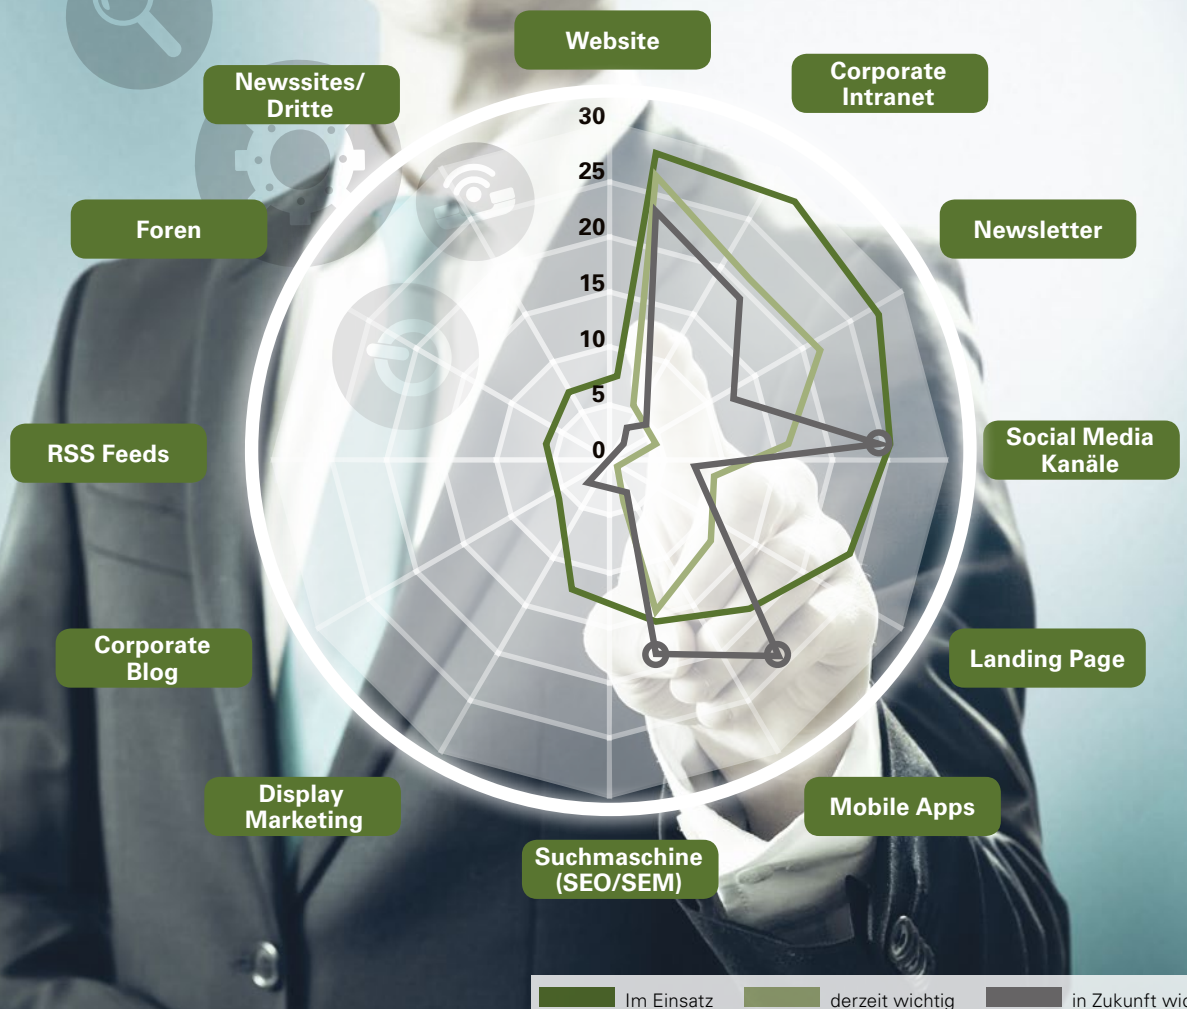 Website
Corporate
Intranet
Newssites/
Dritte
Newsletter
Foren
30
25
20
15
10
5
0
Social Media
Kanäle
RSS Feeds
Landing Page
Corporate
Blog
Mobile Apps
Display
Marketing
Suchmaschine
(SEO/SEM)
Im Einsatz derzeit wichtig in Zukunft